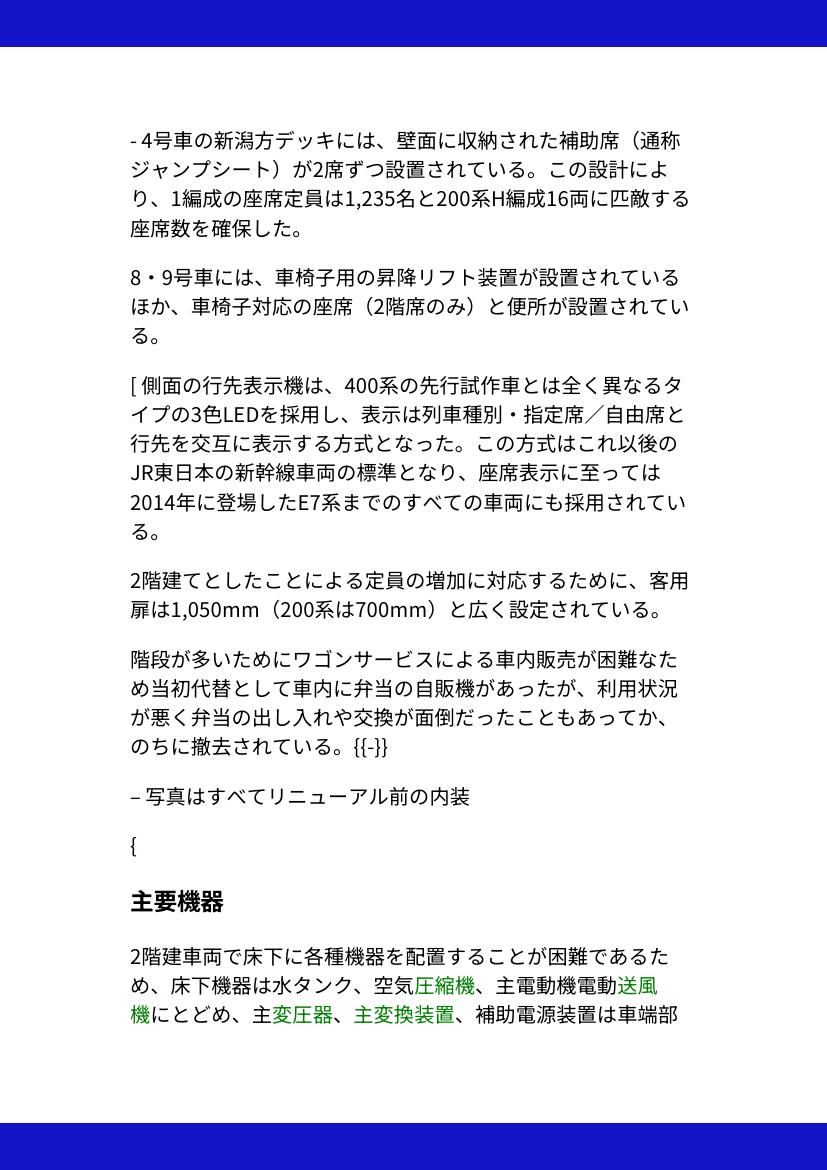 - 4号車の新潟方デッキには、壁面に収納された補助席（通称
ジャンプシート）が2席ずつ設置されている。この設計によ
り、1編成の座席定員は1,235名と200系H編成16両に匹敵する
座席数を確保した。
8・9号車には、車椅子用の昇降リフト装置が設置されている
ほか、車椅子対応の座席（2階席のみ）と便所が設置されてい
る。
[ 側面の行先表示機は、400系の先行試作車とは全く異なるタ
イプの3色LEDを採用し、表示は列車種別・指定席／自由席と
行先を交互に表示する方式となった。この方式はこれ以後の
JR東日本の新幹線車両の標準となり、座席表示に至っては
2014年に登場したE7系までのすべての車両にも採用されてい
る。
2階建てとしたことによる定員の増加に対応するために、客用
扉は1,050mm（200系は700mm）と広く設定されている。
階段が多いためにワゴンサービスによる車内販売が困難なた
め当初代替として車内に弁当の自販機があったが、利用状況
が悪く弁当の出し入れや交換が面倒だったこともあってか、
のちに撤去されている。{{-}}
– 写真はすべてリニューアル前の内装
{
主要機器
2階建車両で床下に各種機器を配置することが困難であるた
め、床下機器は水タンク、空気圧縮機、主電動機電動送風
機にとどめ、主変圧器、主変換装置、補助電源装置は車端部